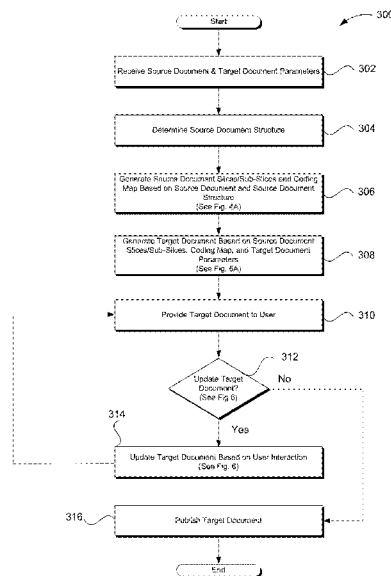 300
Start
Receive Source Document & Target Document Parameters
302
Determine Source Document Structure
304
Generate Source Document Slices/Sub-Slices and Coding
Map Based on Source Document and Source Document
Structure
(See Fig. 4A)
306
Generate Target Document Based on Source Document
Slices/Sub-Slices, Coding Map, and Target Document
Parameters
(See Fig. 5A)
308
Provide Target Document to User
310
312
Update Target
Document?
(See Fig 6)
No
Yes
314
Update Target Document Based on User Interaction
(See Fig. 6)
316
Publish Target Document
End